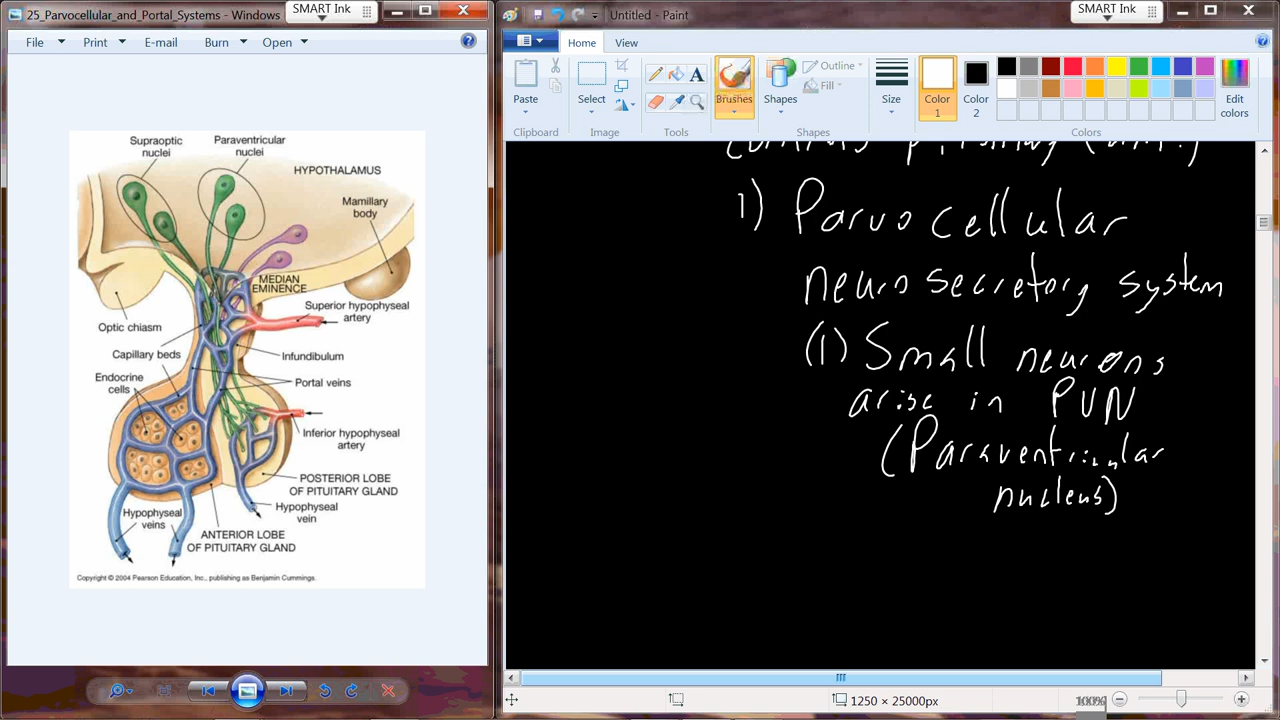 25_Parvocellular_and_Portal_Systems - Windows
SMART Ink
File
Print
E-mail
Burn
Open
Supraoptic
nuclei
Paraventricular
nuclei
HYPOTHALAMUS
Mamillary
body
MEDIAN
EMINENCE
Superior hypophyseal
artery
Optic chiasm
Capillary beds
Infundibulum
Endocrine
cells
Portal veins
Inferior hypophyseal
artery
POSTERIOR LOBE
OF PITUITARY GLAND
Hypophyseal
veins
Hypophyseal
vein
ANTERIOR LOBE
OF PITUITARY GLAND
Copyright © 2004 Pearson Education, Inc., publishing as Benjamin Cummings.
Untitled - Paint
SMART Ink
Home
View
Paste
Select
Brushes
Shapes
Outline
Fill
Size
Color
1
Color
2
Edit
colors
Clipboard
Image
Tools
Shapes
Colors
1) Parvocellular
neurosecretory system
(1) Small neurons
arise in PVN
(Paraventricular
nucleus)
1250 × 25000px
100%